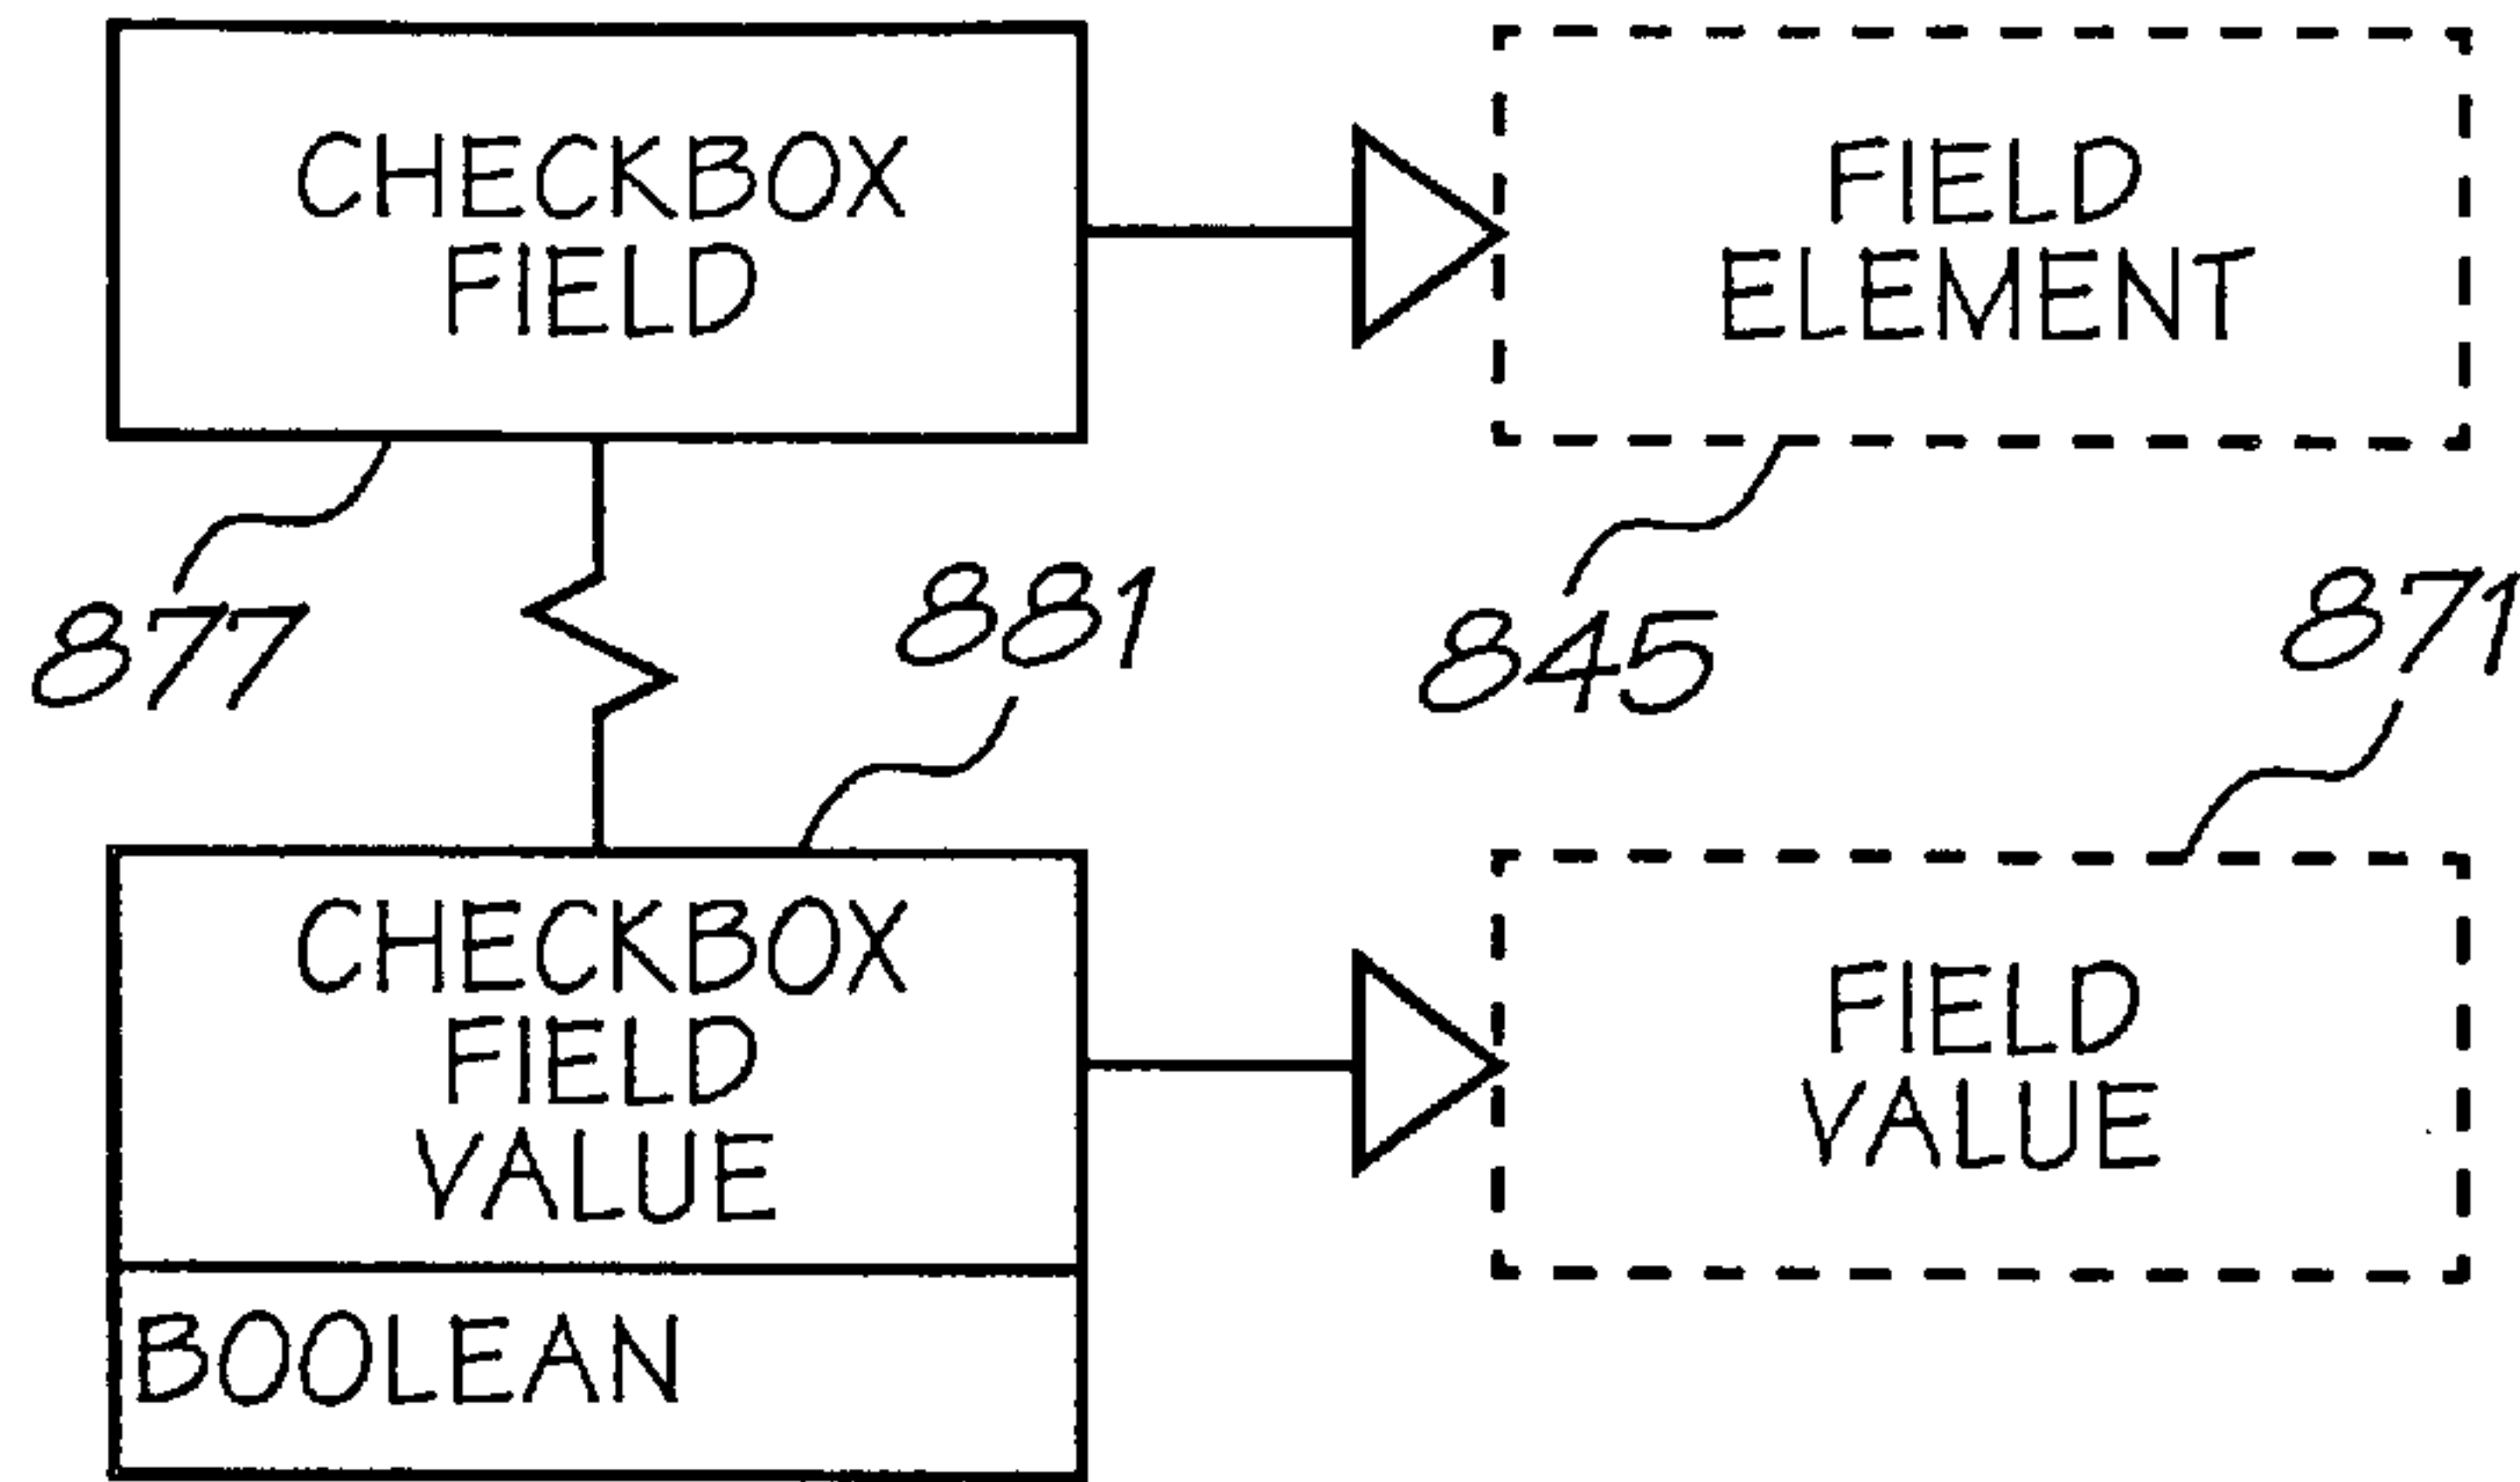 CHECKBOX
FIELD
FIELD
ELEMENT
877
881
845
871
CHECKBOX
FIELD
VALUE
FIELD
VALUE
BOOLEAN